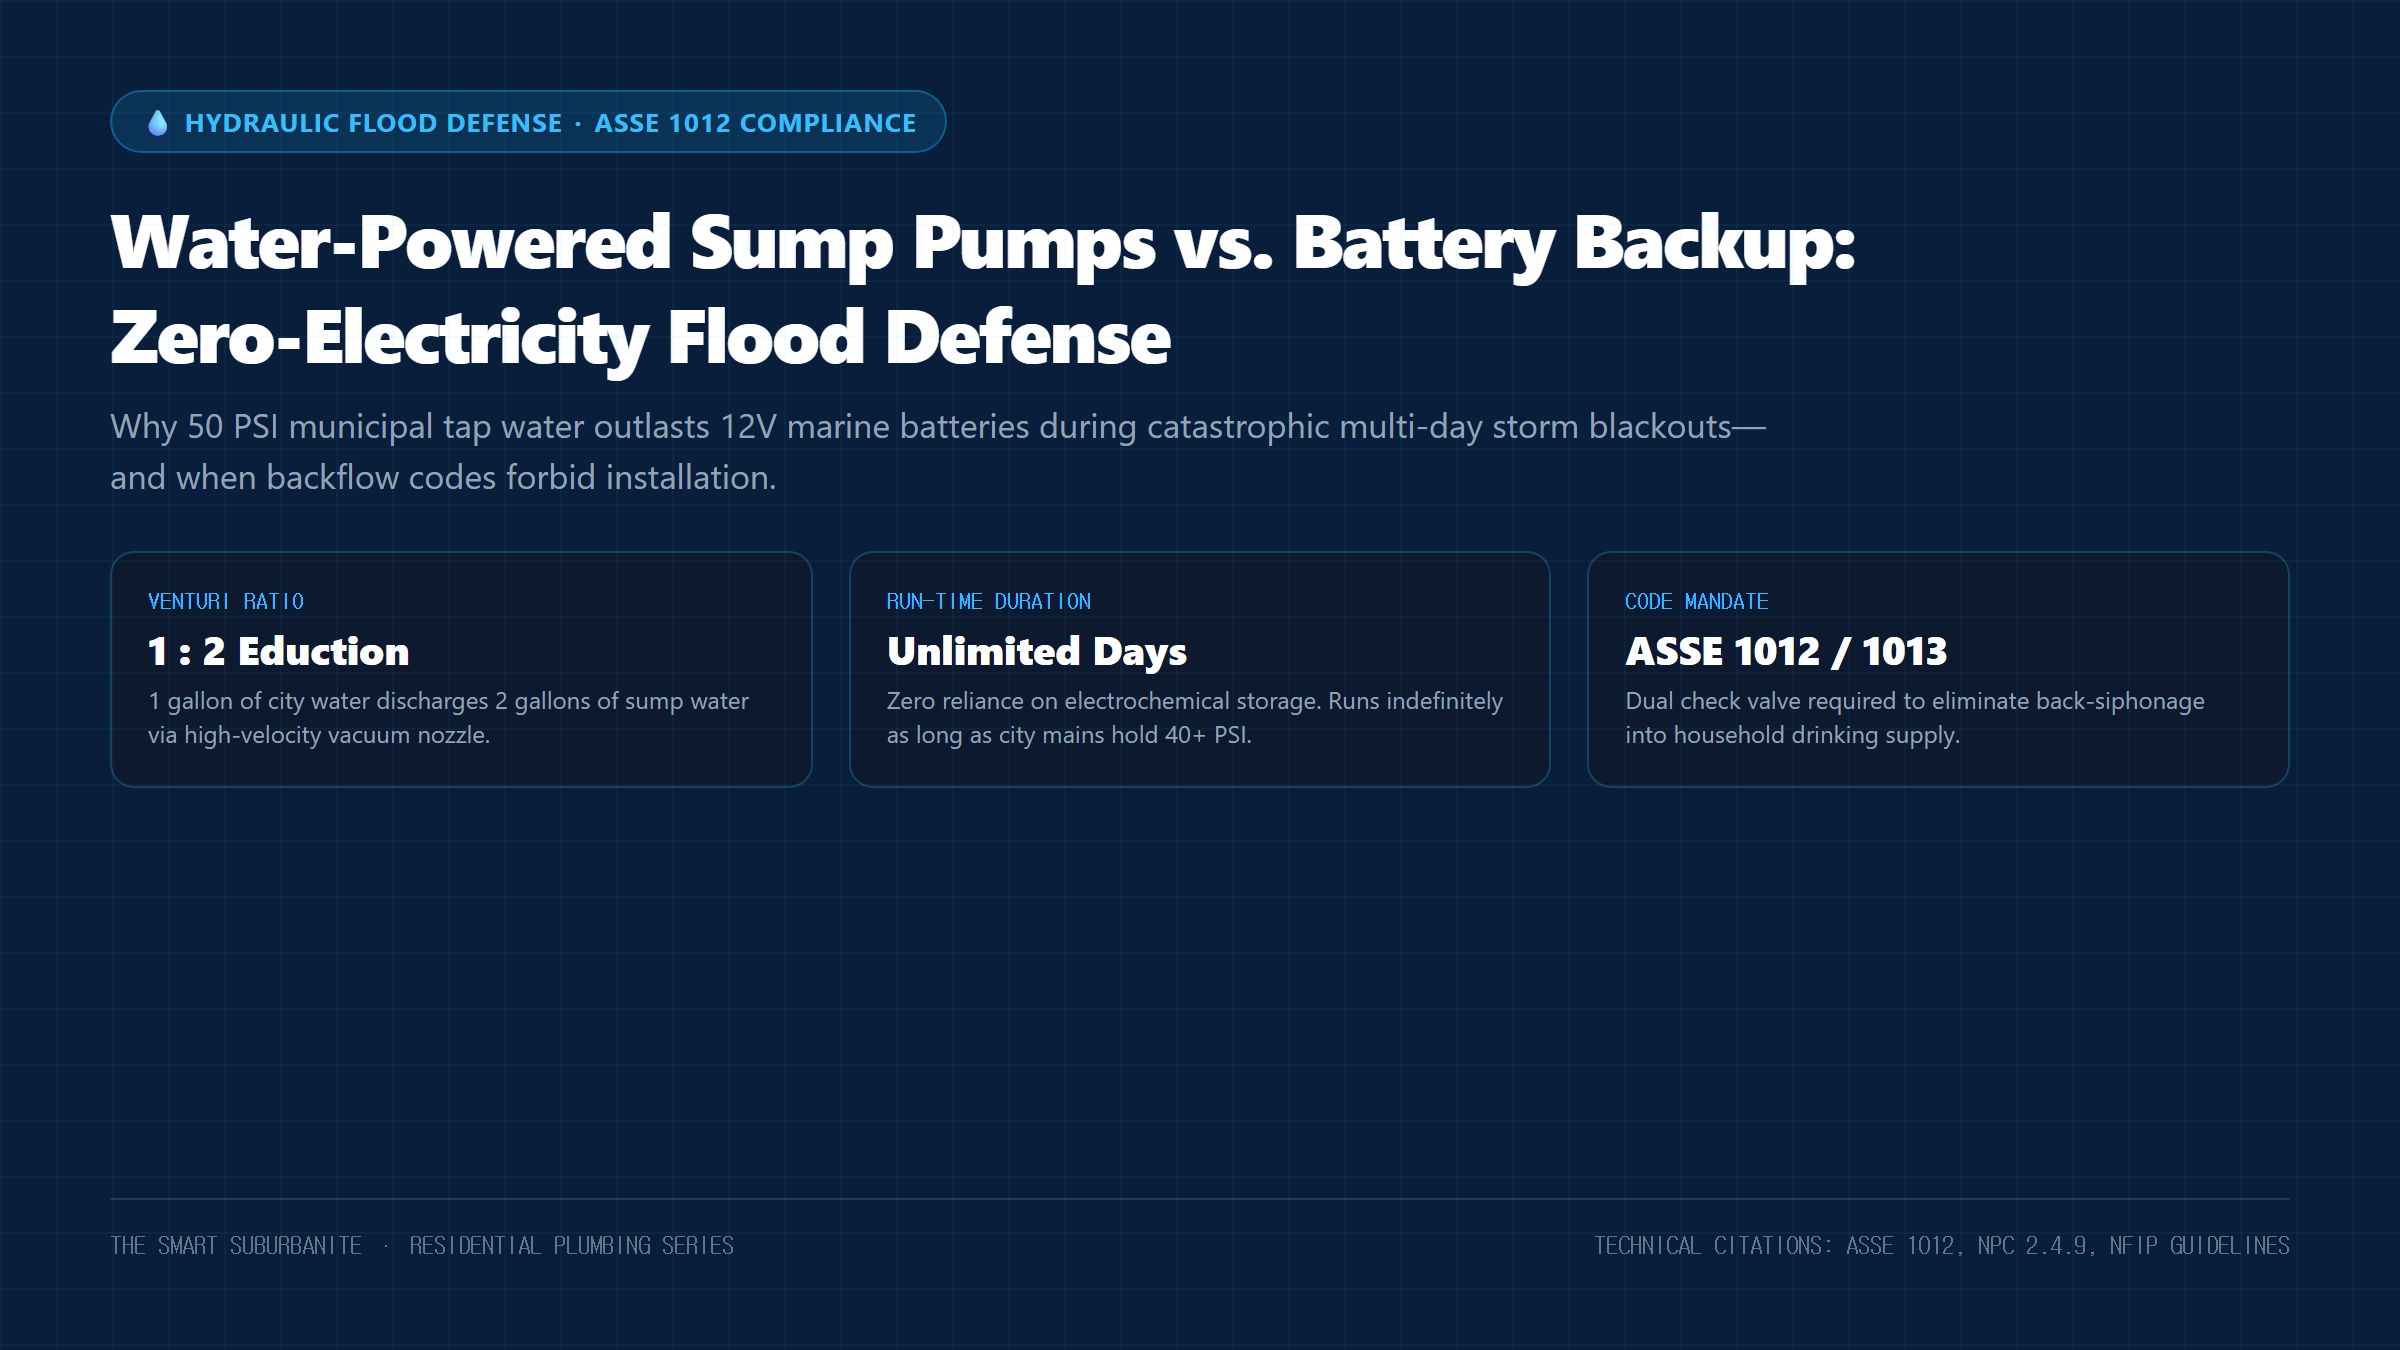 HYDRAULIC FLOOD DEFENSE · ASSE 1012 COMPLIANCE
Water-Powered Sump Pumps vs. Battery Backup:
Zero-Electricity Flood Defense
Why 50 PSI municipal tap water outlasts 12V marine batteries during catastrophic multi-day storm blackouts—
and when backflow codes forbid installation.
VENTURI RATIO
1 : 2 Eduction
1 gallon of city water discharges 2 gallons of sump water
via high-velocity vacuum nozzle.
RUN-TIME DURATION
Unlimited Days
Zero reliance on electrochemical storage. Runs indefinitely
as long as city mains hold 40+ PSI.
CODE MANDATE
ASSE 1012 / 1013
Dual check valve required to eliminate back-siphonage
into household drinking supply.
THE SMART SUBURBANITE · RESIDENTIAL PLUMBING SERIES
TECHNICAL CITATIONS: ASSE 1012, NPC 2.4.9, NFIP GUIDELINES